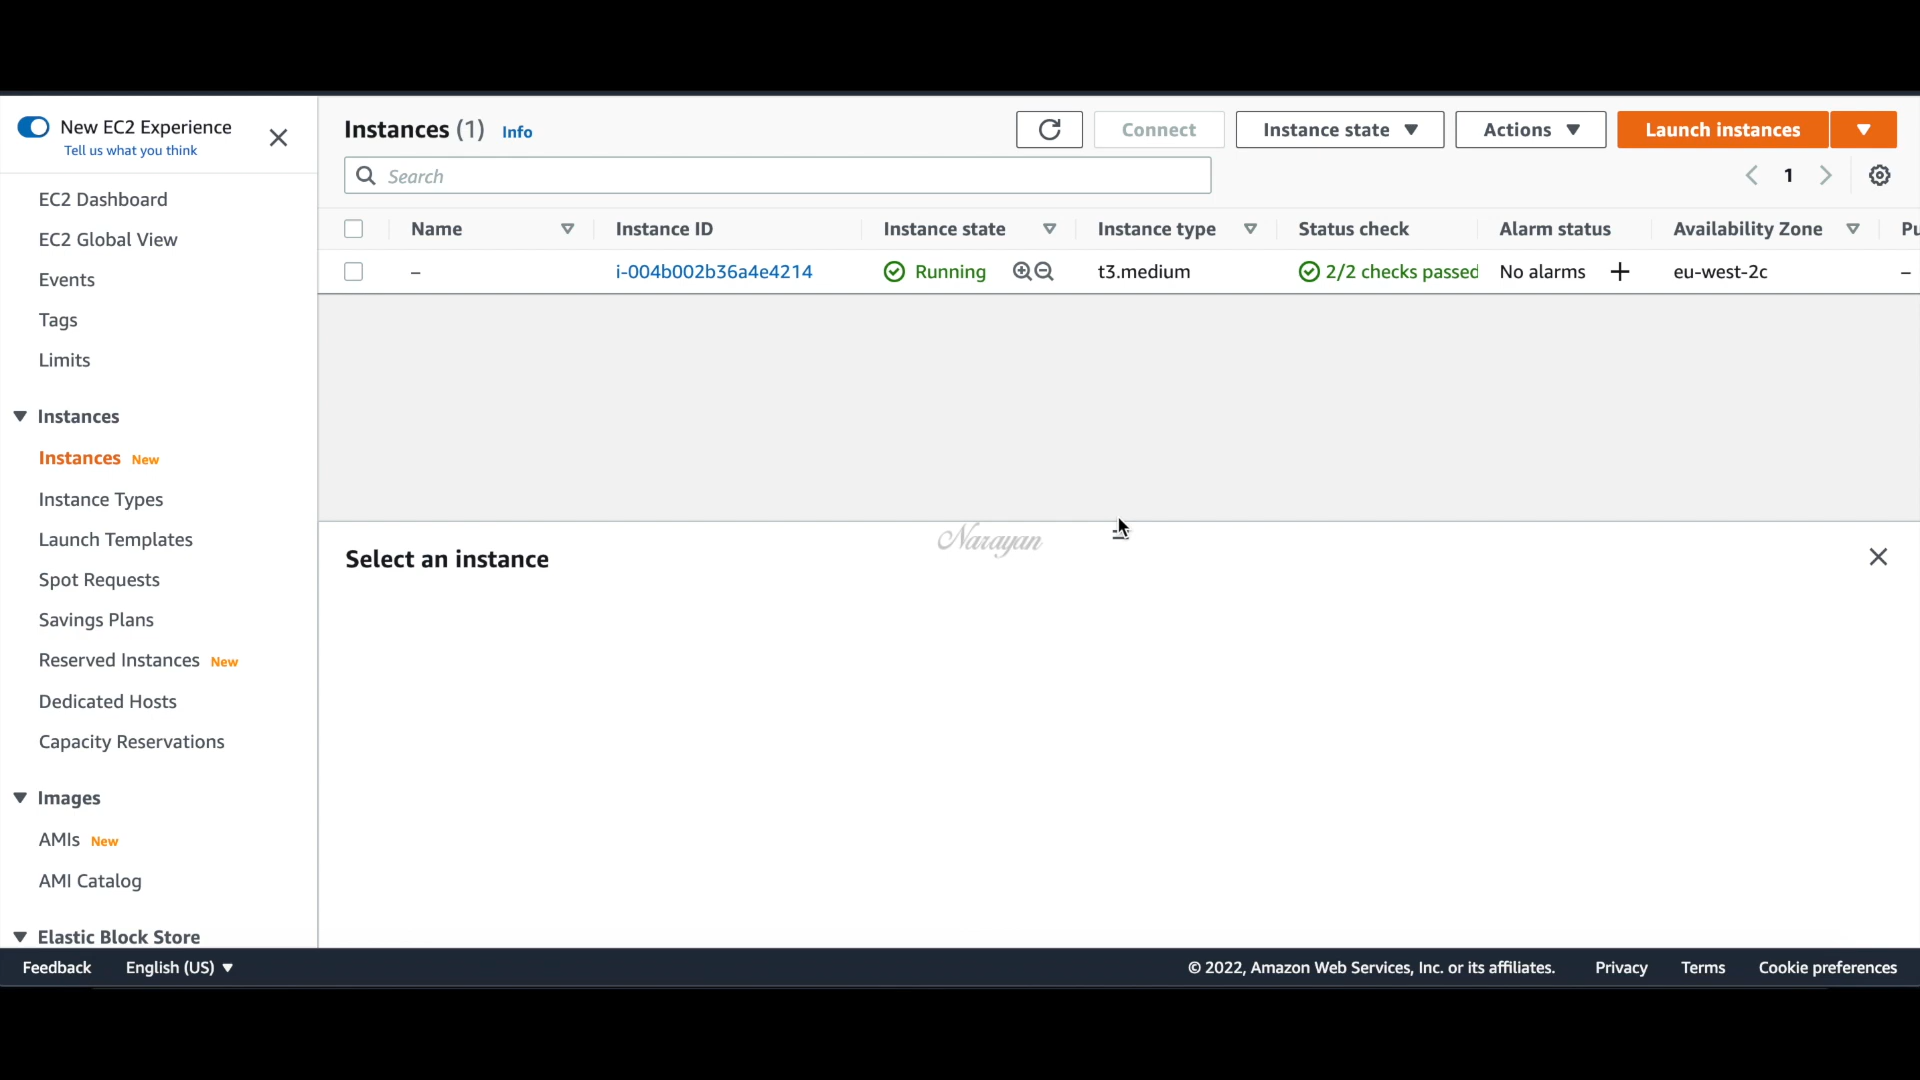 New EC2 Experience
Tell us what you think
EC2 Dashboard
EC2 Global View
Events
Tags
Limits
Instances
Instances New
Instance Types
Launch Templates
Spot Requests
Savings Plans
Reserved Instances New
Dedicated Hosts
Capacity Reservations
Images
AMIs New
AMI Catalog
Elastic Block Store
Instances (1) Info
Connect
Instance state
Actions
Launch instances
Search
1
Name Instance ID Instance state Instance type Status check Alarm status Availability Zone Pu
– i-004b002b36a4e4214 Running t3.medium 2/2 checks passed No alarms + eu-west-2c –
Narayan
Select an instance
Feedback English (US) © 2022, Amazon Web Services, Inc. or its affiliates. Privacy Terms Cookie preferences